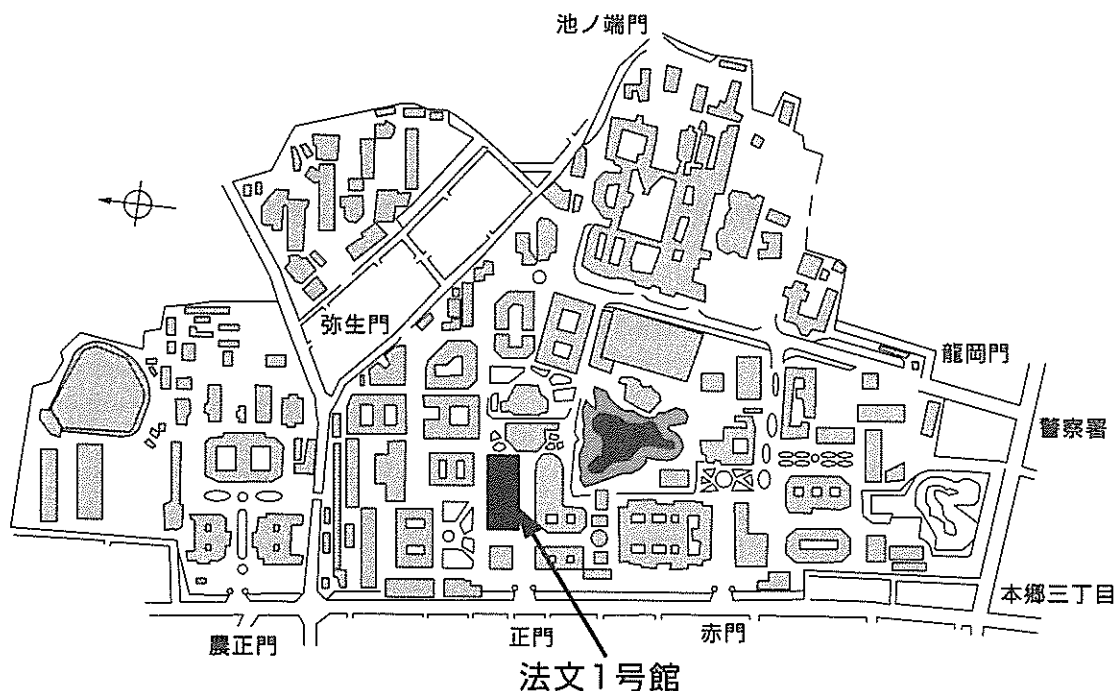 池ノ端門
弥生門
龍岡門
警察署
本郷三丁目
農正門
正門
赤門
法文1号館